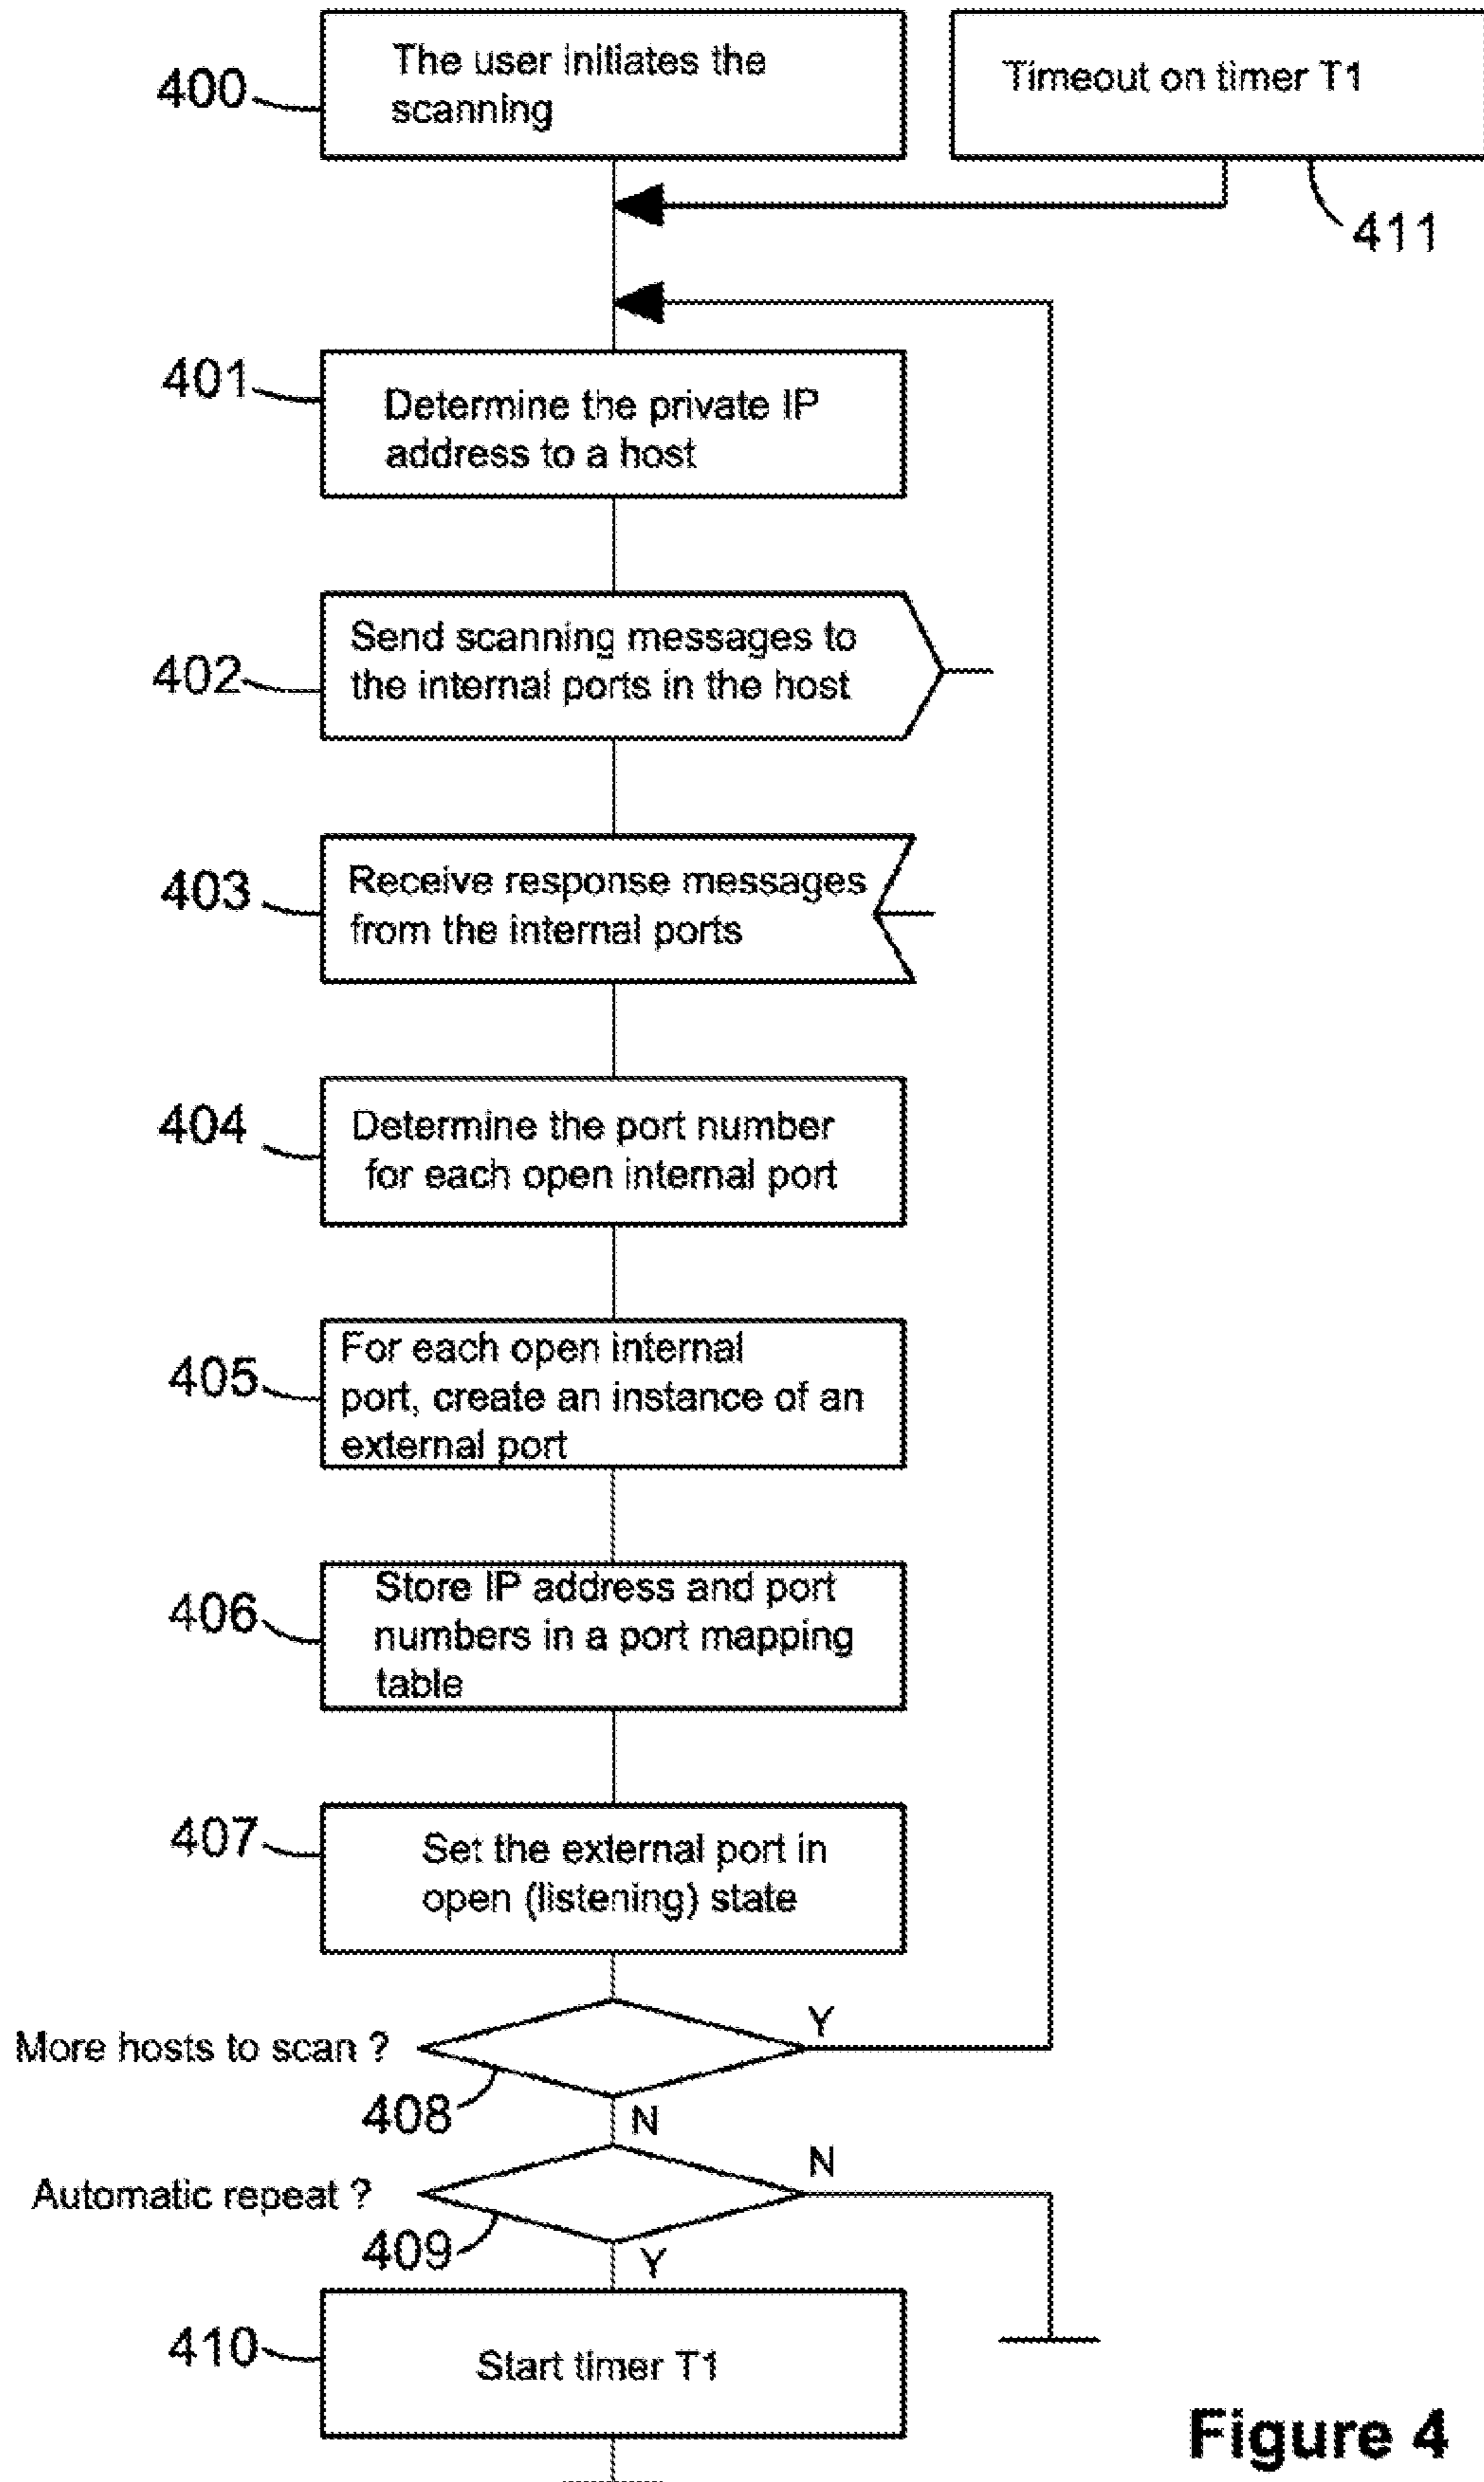 The user initiates the
scanning
400
Timeout on timer T1
411
401
Determine the private IP
address to a host
402
Send scanning messages to
the internal ports in the host
403
Receive response messages
from the internal ports
404
Determine the port number
for each open internal port
405
For each open internal
port, create an instance of an
external port
406
Store IP address and port
numbers in a port mapping
table
407
Set the external port in
open (listening) state
More hosts to scan ?
Y
408
N
Automatic repeat ?
N
409
Y
410
Start timer T1
Figure 4